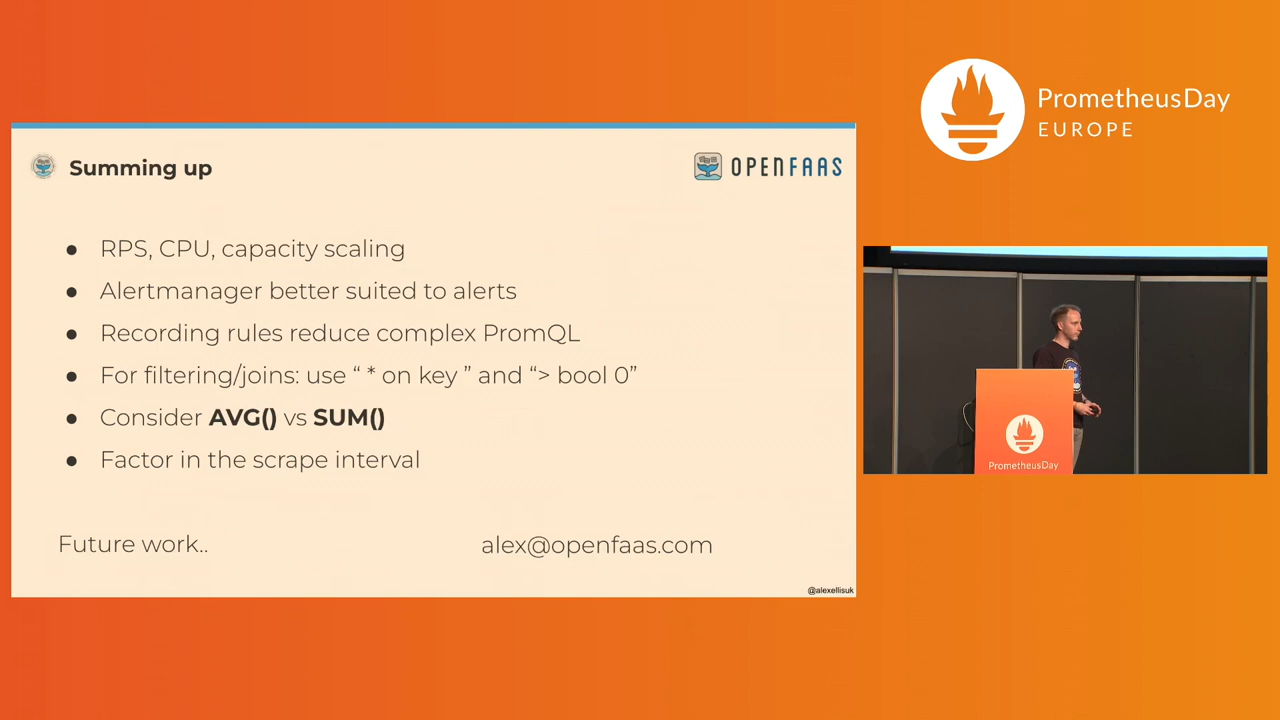 PrometheusDay
EUROPE
Summing up
OPENFAAS
● RPS, CPU, capacity scaling
● Alertmanager better suited to alerts
● Recording rules reduce complex PromQL
● For filtering/joins: use “ * on key ” and “> bool 0”
● Consider AVG() vs SUM()
● Factor in the scrape interval
Future work..
alex@openfaas.com
@alexellisuk
PrometheusDay